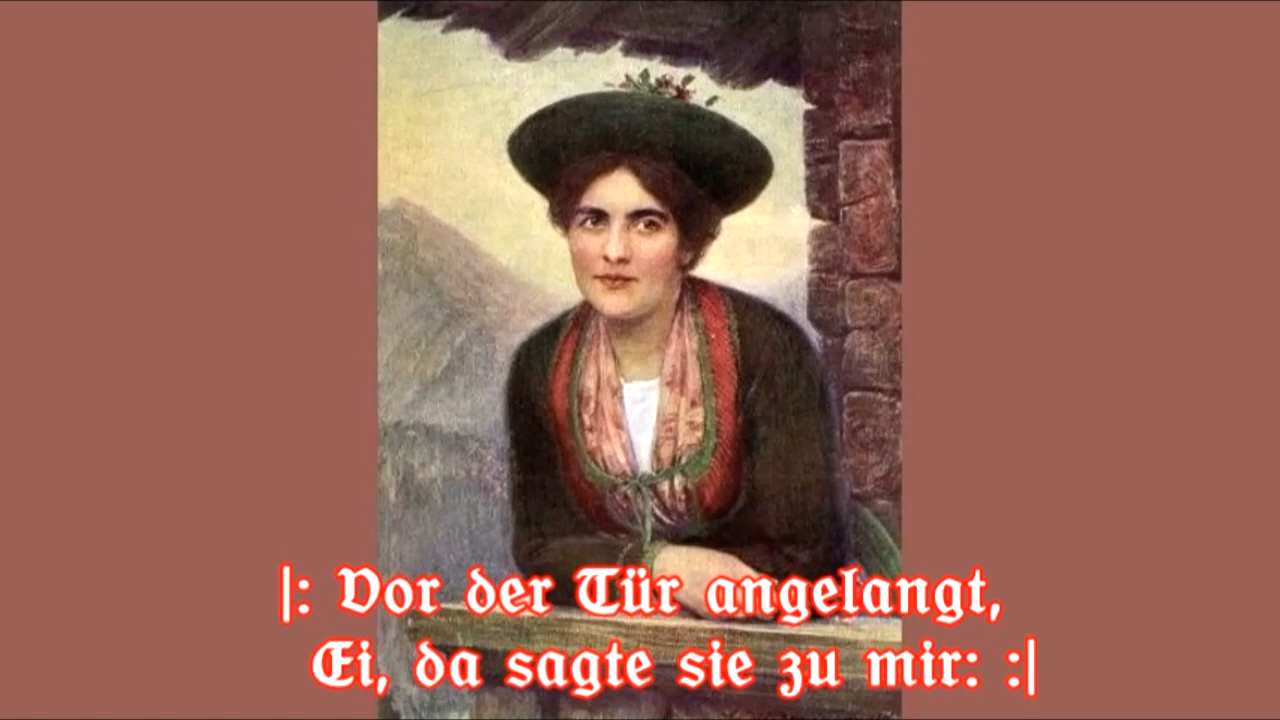 |: Vor der Tür angelangt,
Ei, da sagte sie zu mir: :|